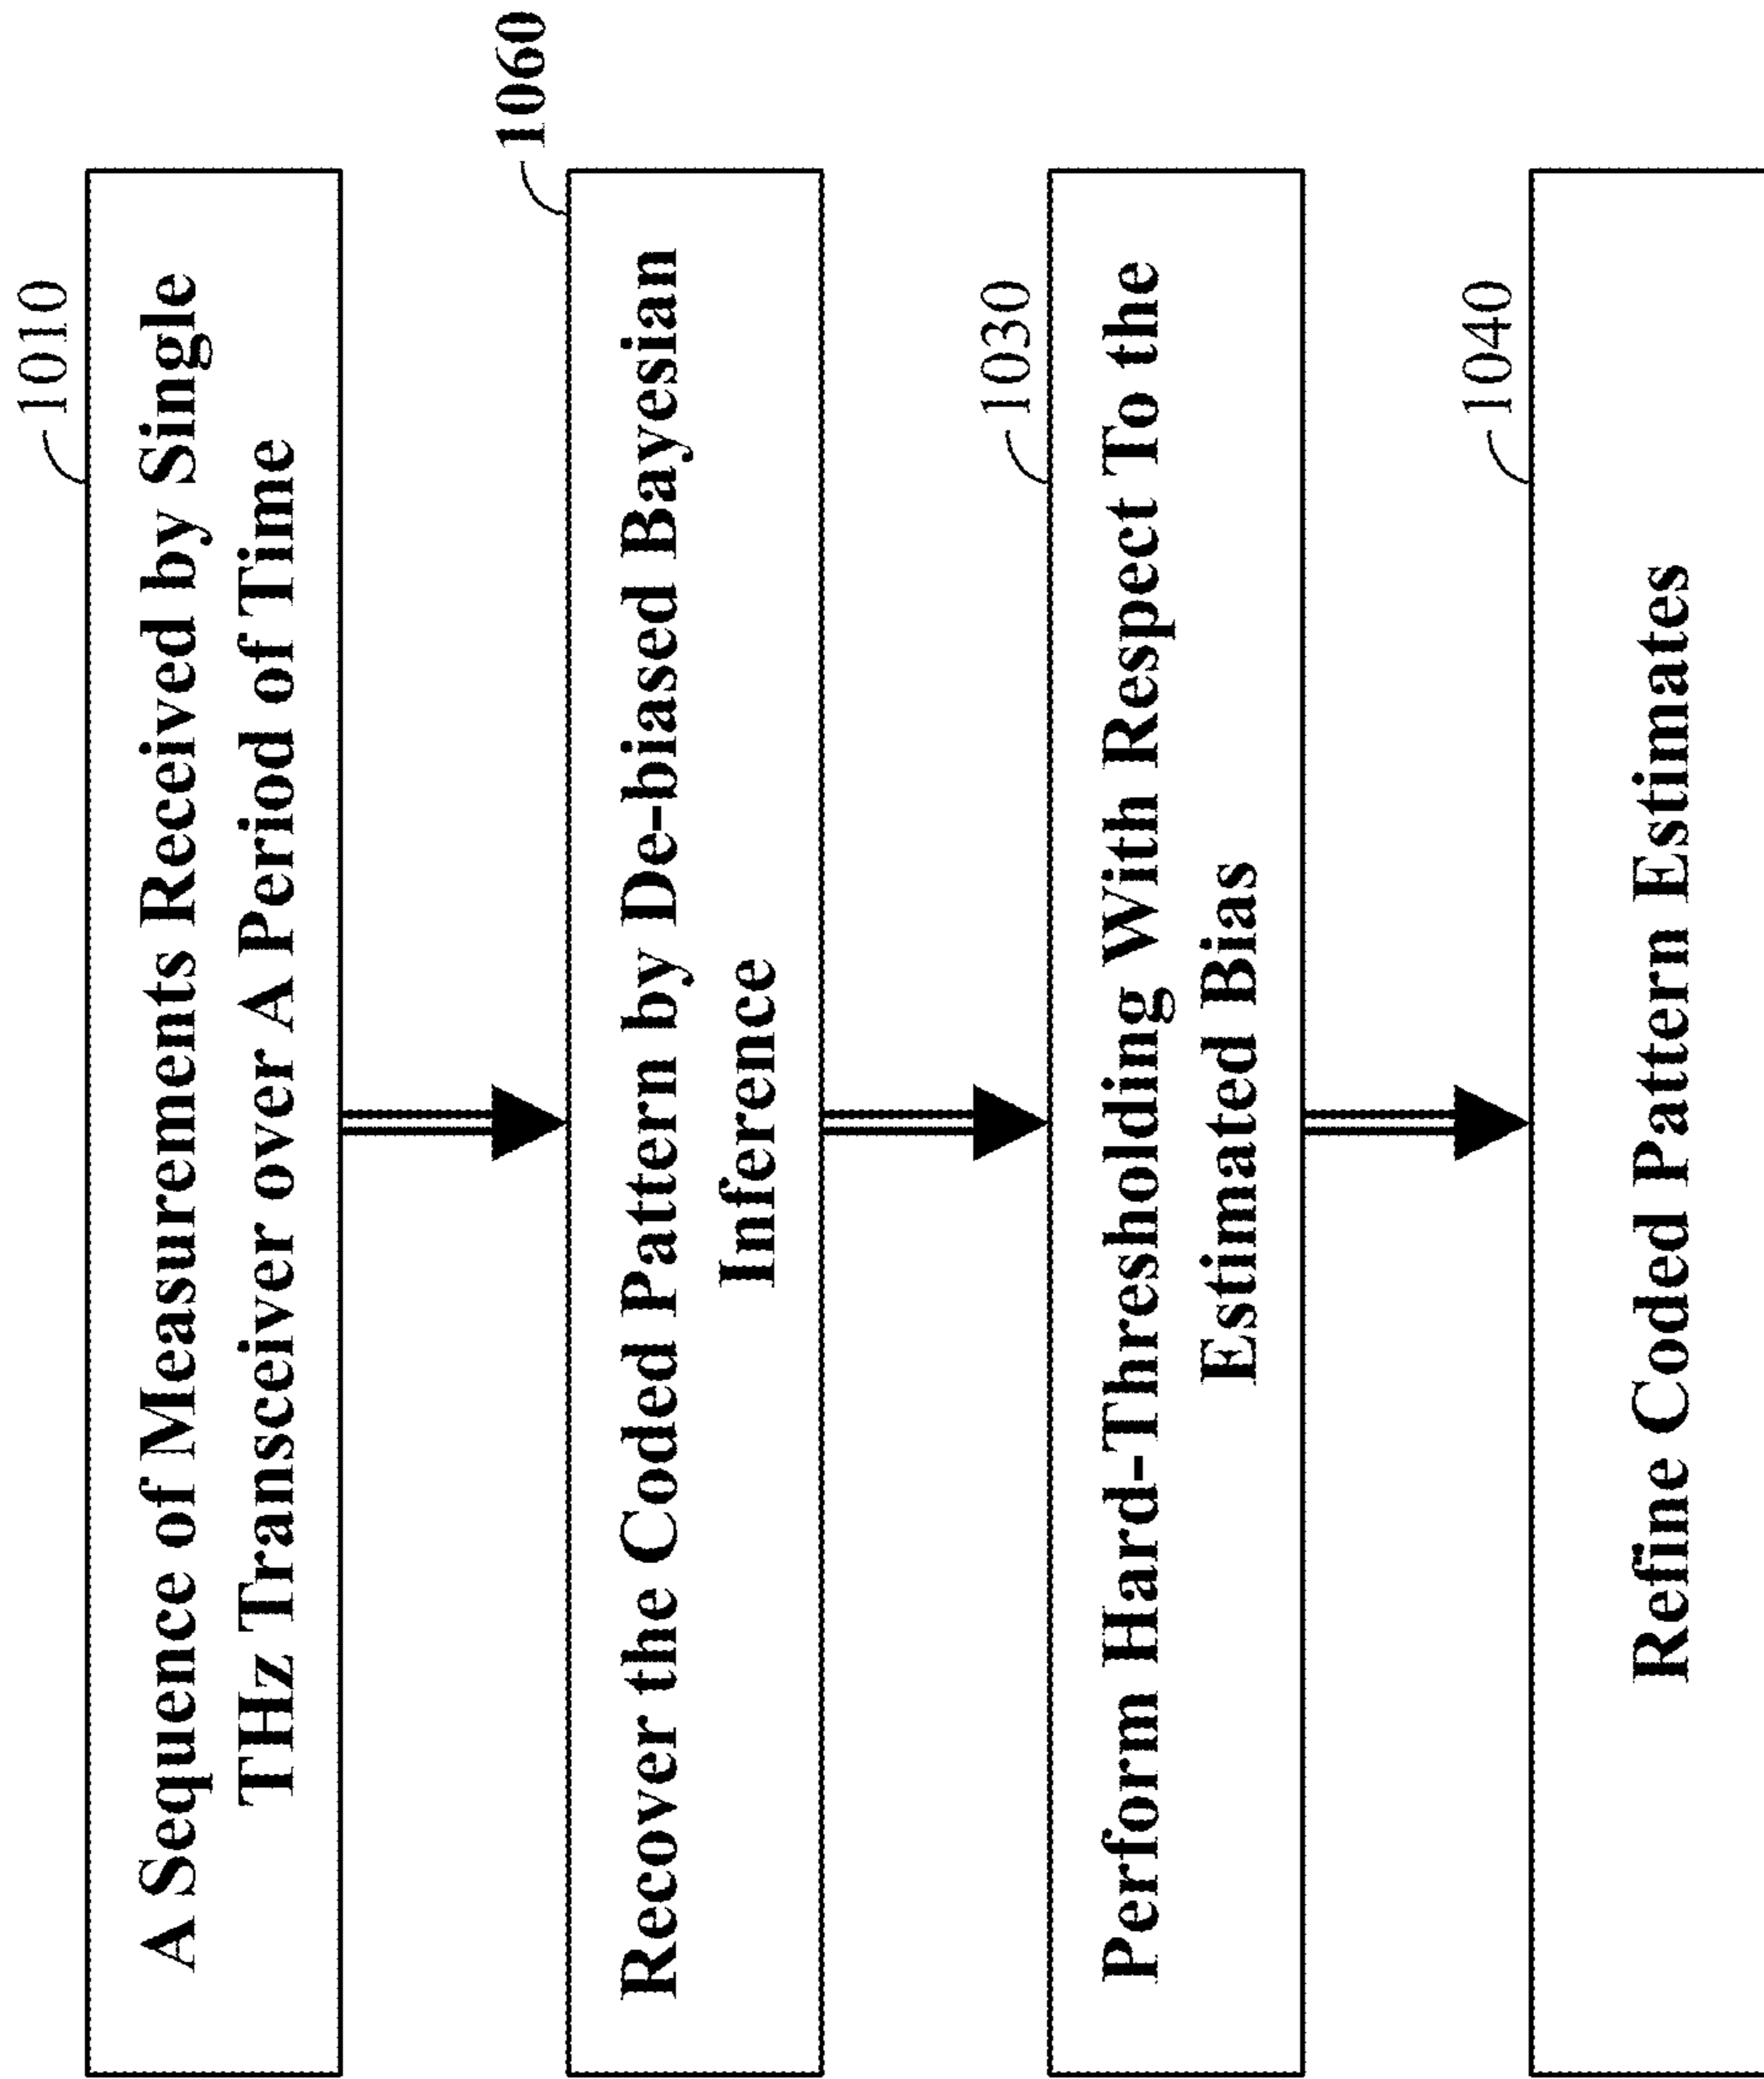 1010
A Sequence of Measurements Received by Single
THz Transceiver over A Period of Time
1060
Recover the Coded Pattern by De-biased Bayesian
Inference
1030
Perform Hard-Thresholding With Respect To the
Estimated Bias
1040
Refine Coded Pattern Estimates